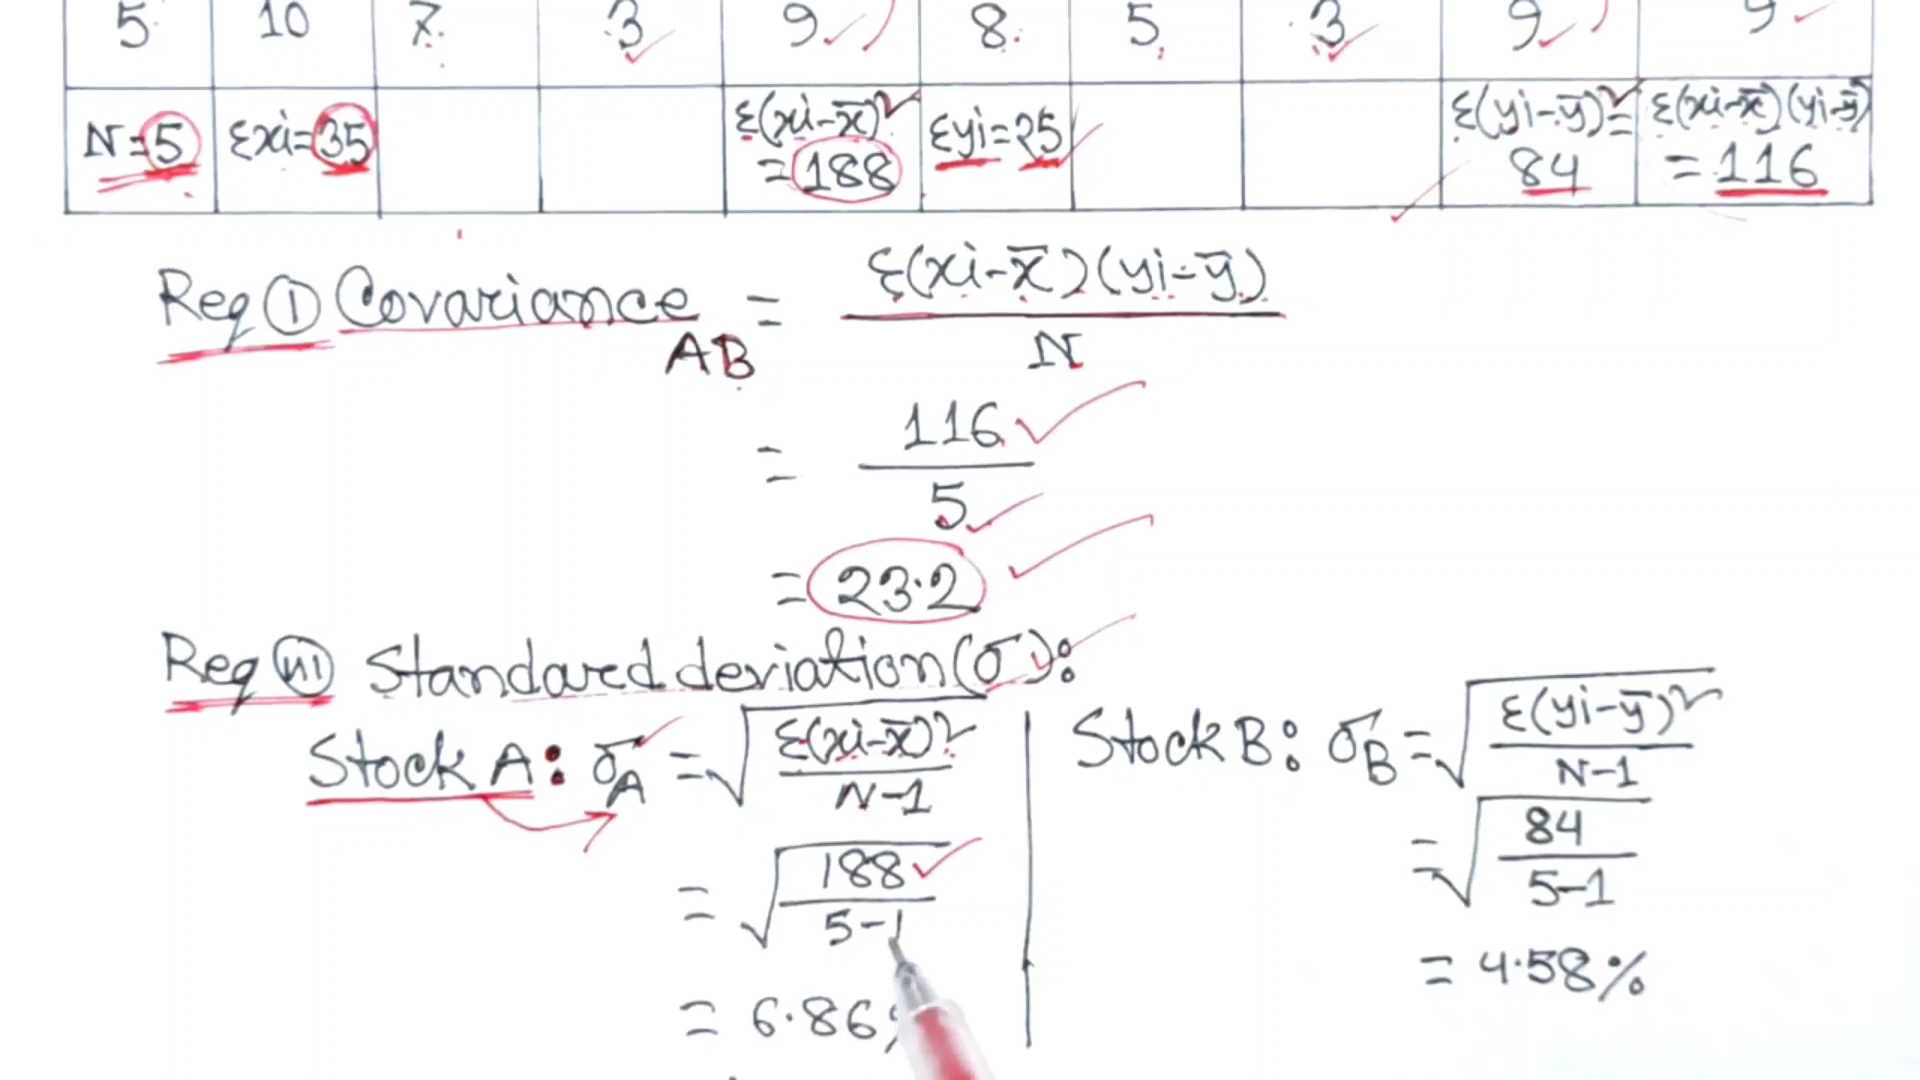 5 10 7 3 9 8 5 3 9 9
N=5 Σxi=35 Σ(xi-x̄)² =188 Σyi=25 Σ(yi-ȳ)²= 84 Σ(xi-x̄)(yi-ȳ) =116
Req (i) Covariance AB = Σ(xi-x̄)(yi-ȳ) / N
= 116 / 5
= 23.2
Req (iii) Standard deviation (σ):
Stock A: σA = √Σ(xi-x̄)² / N-1
= √188 / 5-1
= 6.86%
Stock B: σB = √Σ(yi-ȳ)² / N-1
= √84 / 5-1
= 4.58%